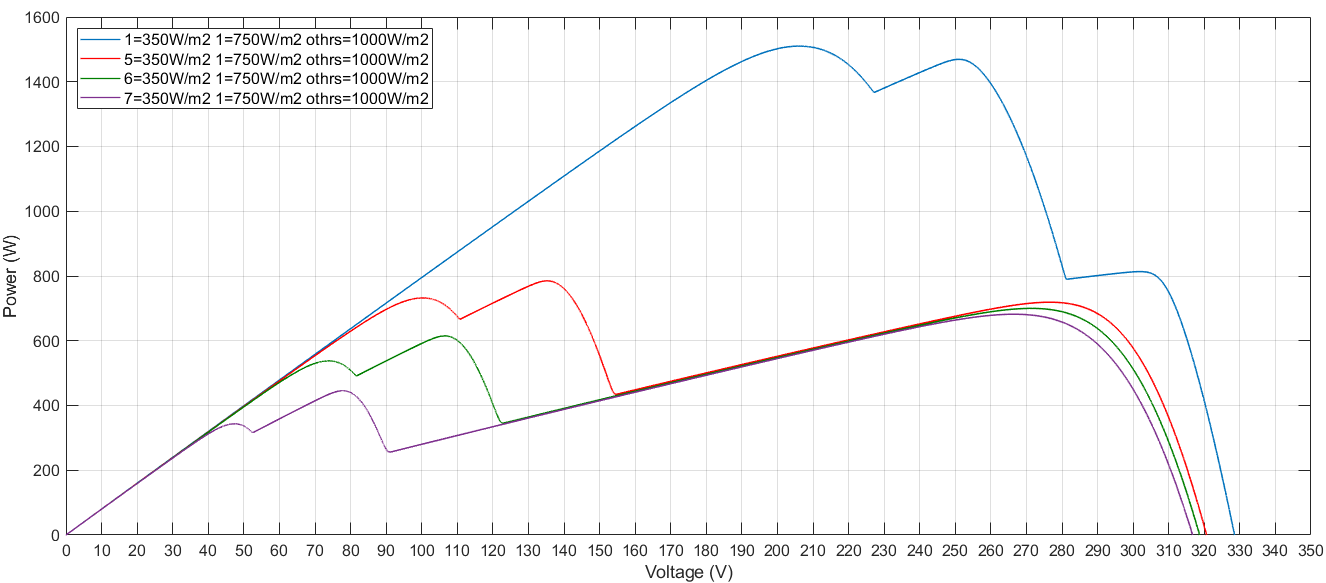 1600
1400
1200
1000
800
600
400
200
0
Power (W)
1=350W/m2 1=750W/m2 othrs=1000W/m2
5=350W/m2 1=750W/m2 othrs=1000W/m2
6=350W/m2 1=750W/m2 othrs=1000W/m2
7=350W/m2 1=750W/m2 othrs=1000W/m2
0 10 20 30 40 50 60 70 80 90 100 110 120 130 140 150 160 170 180 190 200 210 220 230 240 250 260 270 280 290 300 310 320 330 340 350
Voltage (V)